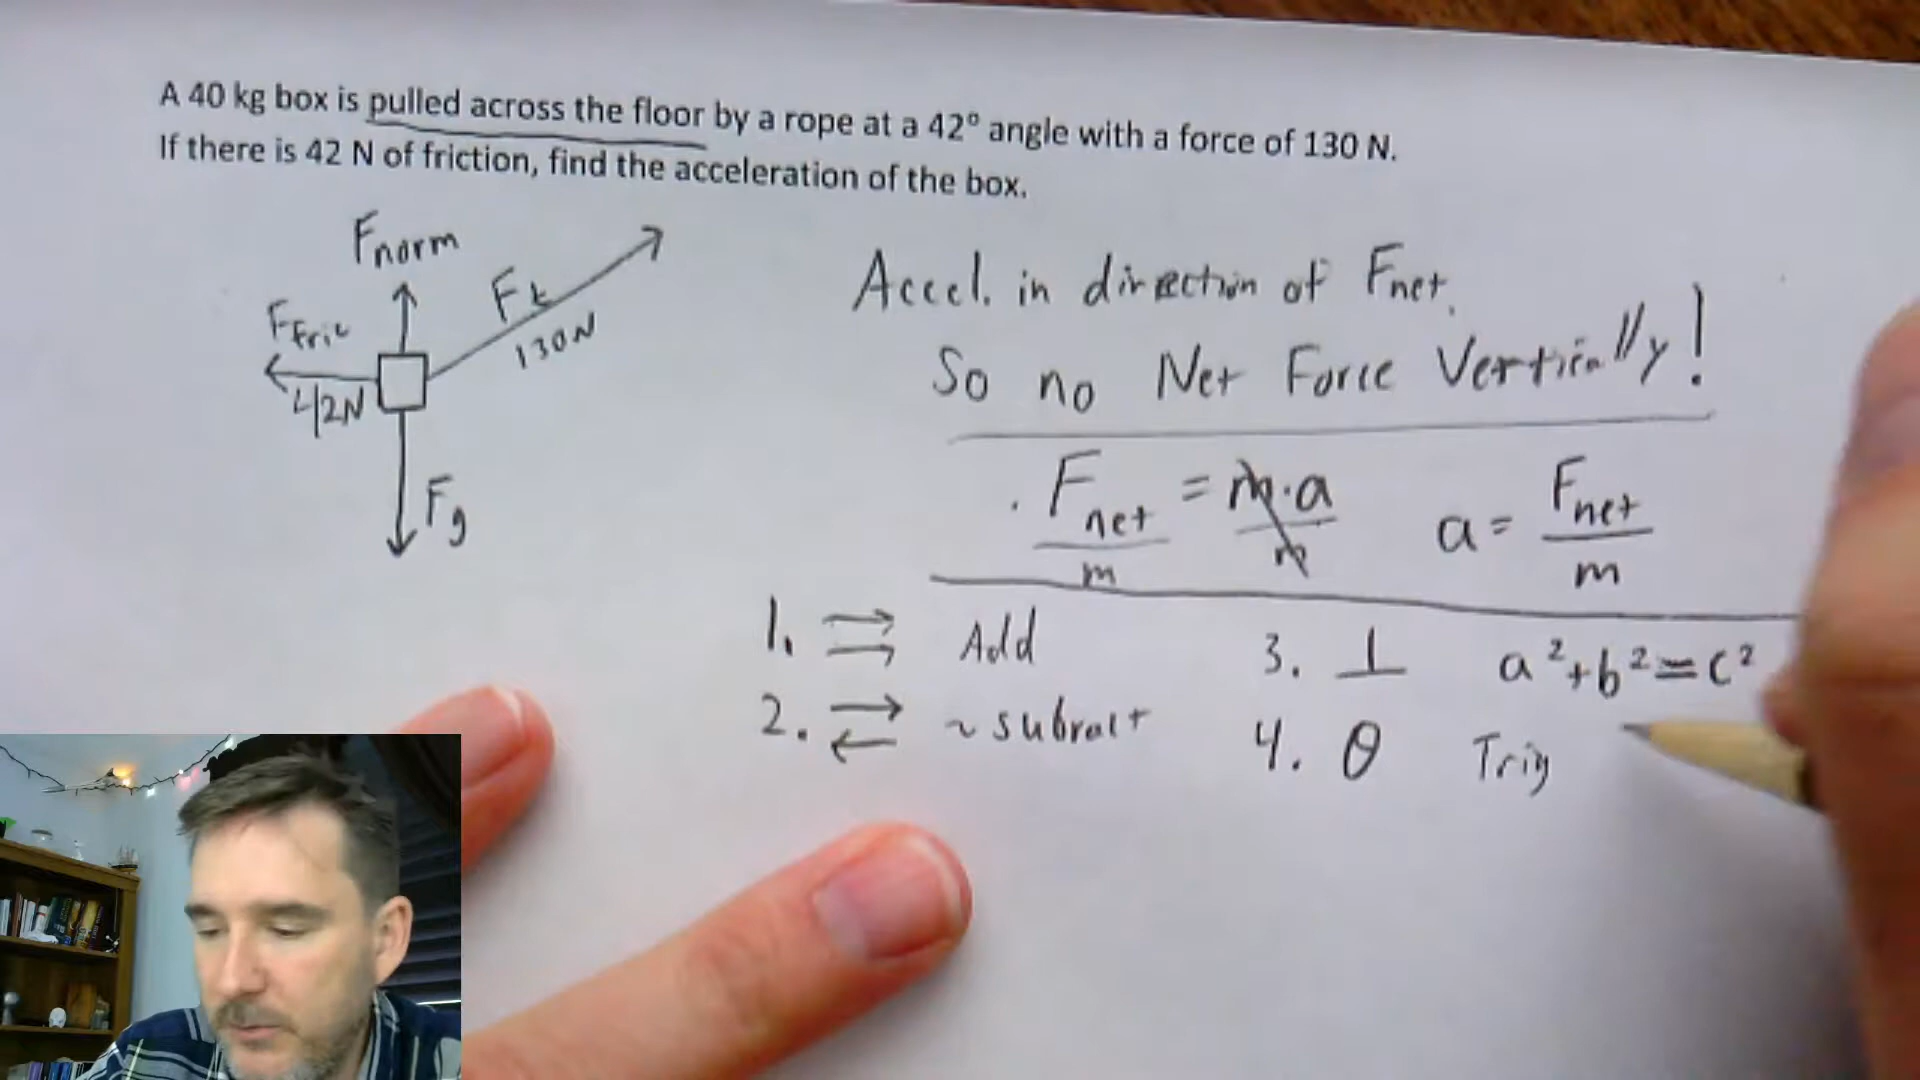 A 40 kg box is pulled across the floor by a rope at a 42° angle with a force of 130 N.
If there is 42 N of friction, find the acceleration of the box.
Fnorm
Ft
130N
Ffric
42N
Fg
Accel. in direction of Fnet.
So no Net Force Vertically!
Fnet/m = m·a/m
a = Fnet/m
1. ⇉ Add
2. ⇄ ~subract
3. ⊥ a²+b²=c²
4. θ Trig